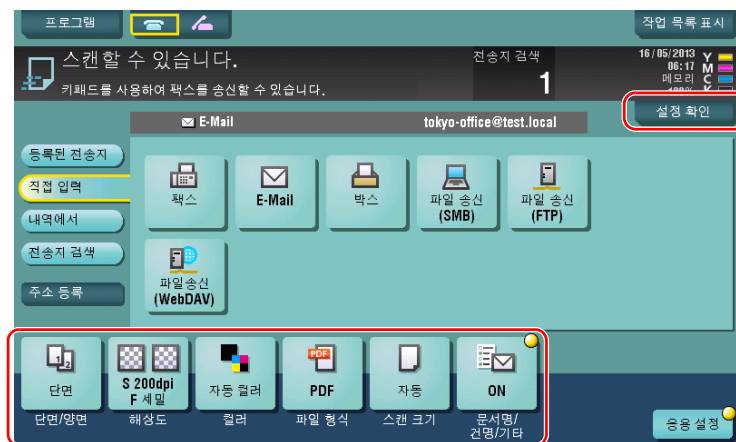 프로그램
작업 목록 표시
스캔할 수 있습니다.
키패드를 사용하여 팩스를 송신할 수 있습니다.
전송지 검색
1
16/05/2013
06:17
메모리
100%
Y
M
C
K
설정 확인
E-Mail
tokyo-office@test.local
등록된 전송지
직접 입력
내역에서
전송지 검색
주소 등록
팩스
E-Mail
박스
파일 송신
(SMB)
파일 송신
(FTP)
파일송신
(WebDAV)
1
2
단면
단면/양면
S 200dpi
F 세밀
해상도
자동 컬러
컬러
PDF
PDF
파일 형식
자동
스캔 크기
ON
문서명/
건명/기타
응용 설정